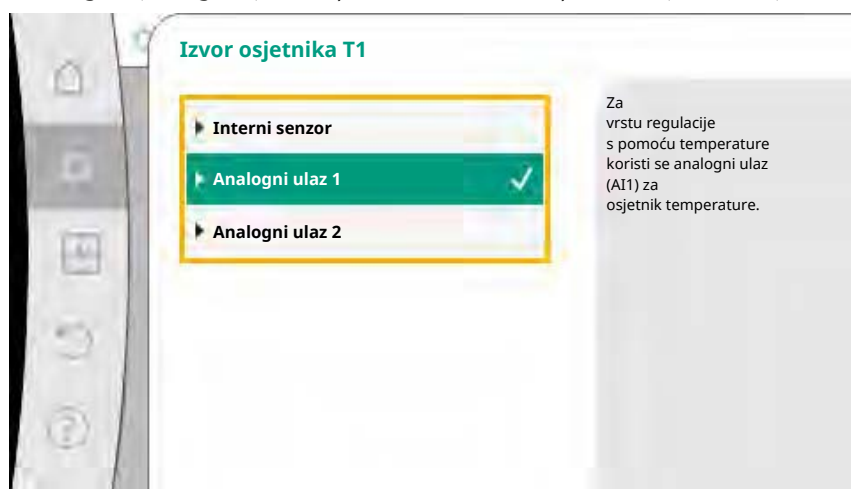 Izvor osjetnika T1
Interni senzor
Analogni ulaz 1
Analogni ulaz 2
Za
vrstu regulacije
s pomoću temperature
koristi se analogni ulaz
(AI1) za
osjetnik temperature.